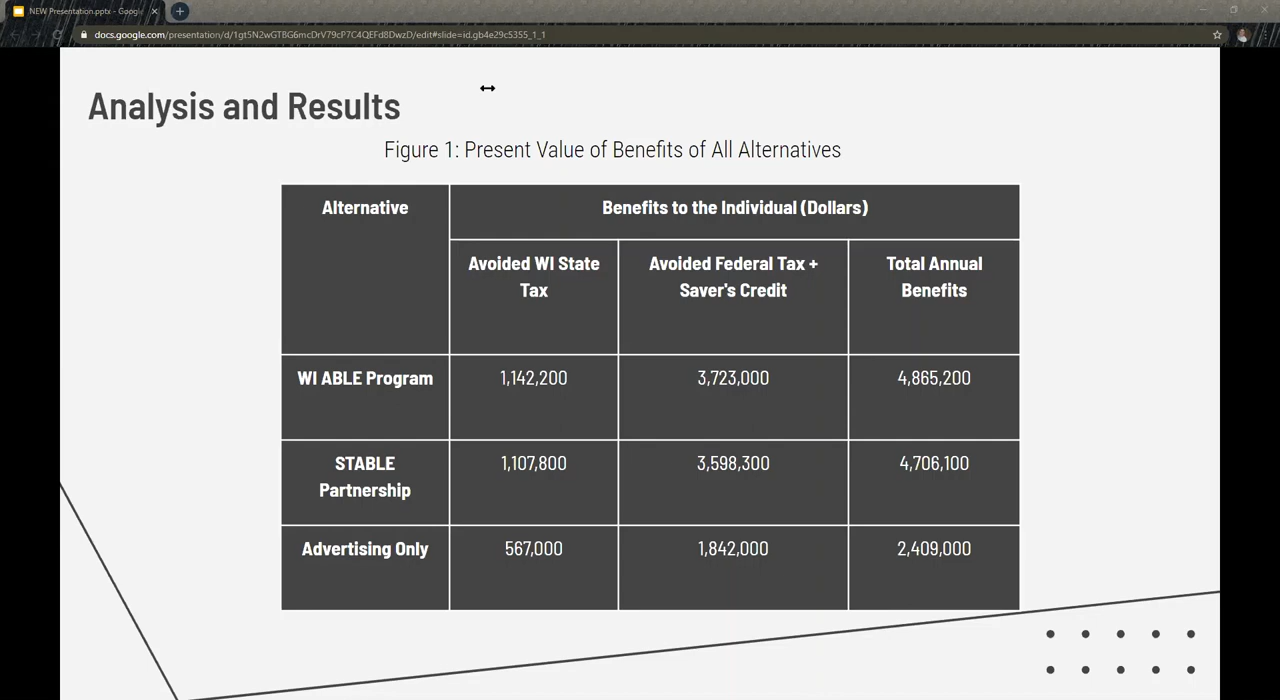 NEW Presentation.pptx - Googl
docs.google.com/presentation/d/1gt5N2wGTBG6mcDrV79cP7C4QEFd8DwzD/edit#slide=id.gb4e29c5355_1_1
Analysis and Results
Figure 1: Present Value of Benefits of All Alternatives
Alternative
Benefits to the Individual (Dollars)
Avoided WI State
Tax
Avoided Federal Tax +
Saver's Credit
Total Annual
Benefits
WI ABLE Program
1,142,200
3,723,000
4,865,200
STABLE
Partnership
1,107,800
3,598,300
4,706,100
Advertising Only
567,000
1,842,000
2,409,000